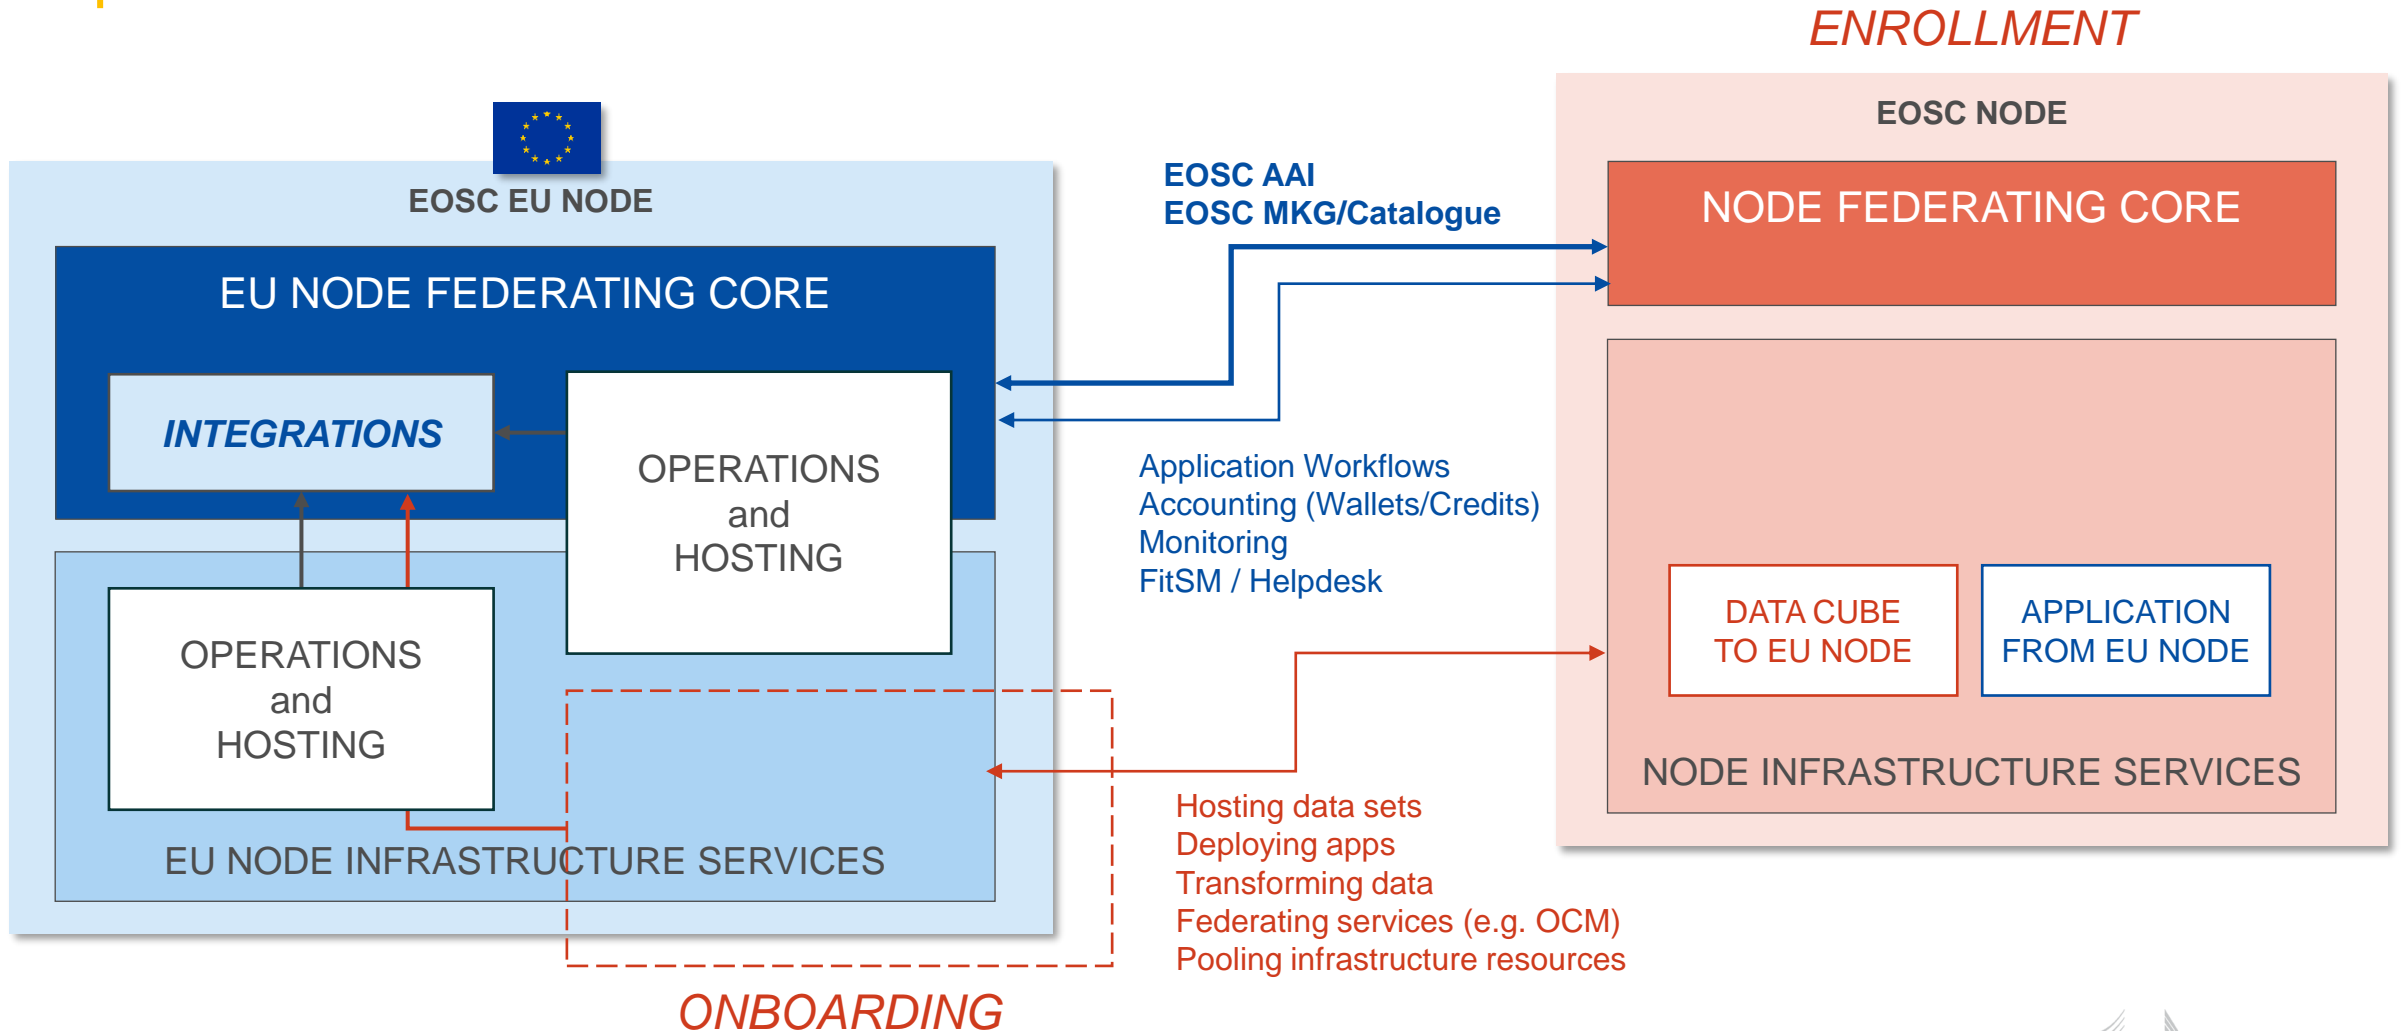 ENROLLMENT
EOSC EU NODE
EU NODE FEDERATING CORE
INTEGRATIONS
OPERATIONS
and
HOSTING
OPERATIONS
and
HOSTING
EU NODE INFRASTRUCTURE SERVICES
ONBOARDING
EOSC AAI
EOSC MKG/Catalogue
Application Workflows
Accounting (Wallets/Credits)
Monitoring
FitSM / Helpdesk
Hosting data sets
Deploying apps
Transforming data
Federating services (e.g. OCM)
Pooling infrastructure resources
EOSC NODE
NODE FEDERATING CORE
DATA CUBE
TO EU NODE
APPLICATION
FROM EU NODE
NODE INFRASTRUCTURE SERVICES